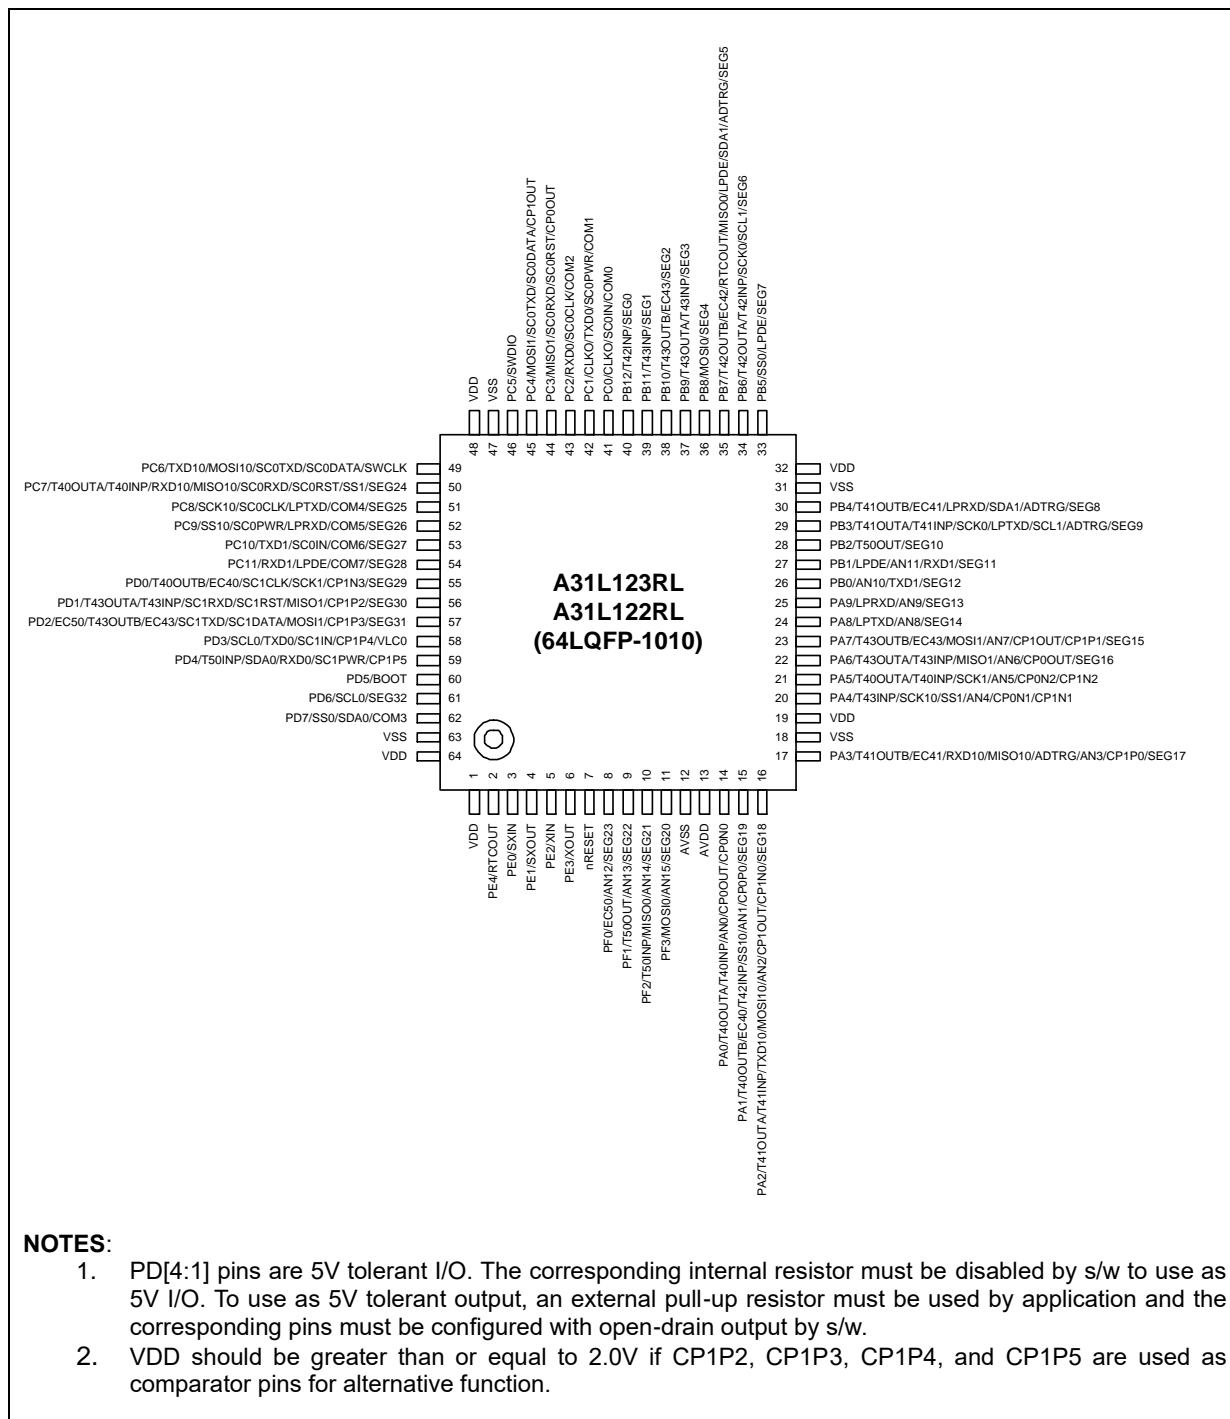 PB7/T42OUTB/EC42/RTCOUT/MISO0/LPDE/SDA1/ADTRG/SEG5
PC4/MOSI1/SC0TXD/SC0DATA/CP1OUT
PC3/MISO1/SC0RXD/SC0RST/CP0OUT
PC2/RXD0/SC0CLK/COM2
PC1/CLKO/TXD0/SC0PWR/COM1
PC0/CLKO/SC0IN/COM0
PB12/T42INP/SEG0
PB11/T43INP/SEG1
PB10/T43OUTB/EC43/SEG2
PB9/T43OUTA/T43INP/SEG3
PB8/MOSI0/SEG4
PB6/T42OUTA/T42INP/SCK0/SCL1/SEG6
PB5/SS0/LPDE/SEG7
VDD
VSS
PC5/SWDIO
48 47 46 45 44 43 42 41 40 39 38 37 36 35 34 33
PC6/TXD10/MOSI10/SC0TXD/SC0DATA/SWCLK 49
PC7/T40OUTA/T40INP/RXD10/MISO10/SC0RXD/SC0RST/SS1/SEG24 50
PC8/SCK10/SC0CLK/LPTXD/COM4/SEG25 51
PC9/SS10/SC0PWR/LPRXD/COM5/SEG26 52
PC10/TXD1/SC0IN/COM6/SEG27 53
PC11/RXD1/LPDE/COM7/SEG28 54
PD0/T40OUTB/EC40/SC1CLK/SCK1/CP1N3/SEG29 55
PD1/T43OUTA/T43INP/SC1RXD/SC1RST/MISO1/CP1P2/SEG30 56
PD2/EC50/T43OUTB/EC43/SC1TXD/SC1DATA/MOSI1/CP1P3/SEG31 57
PD3/SCL0/TXD0/SC1IN/CP1P4/VLC0 58
PD4/T50INP/SDA0/RXD0/SC1PWR/CP1P5 59
PD5/BOOT 60
PD6/SCL0/SEG32 61
PD7/SS0/SDA0/COM3 62
VSS 63
VDD 64
A31L123RL
A31L122RL
(64LQFP-1010)
32 VDD
31 VSS
30 PB4/T41OUTB/EC41/LPRXD/SDA1/ADTRG/SEG8
29 PB3/T41OUTA/T41INP/SCK0/LPTXD/SCL1/ADTRG/SEG9
28 PB2/T50OUT/SEG10
27 PB1/LPDE/AN11/RXD1/SEG11
26 PB0/AN10/TXD1/SEG12
25 PA9/LPRXD/AN9/SEG13
24 PA8/LPTXD/AN8/SEG14
23 PA7/T43OUTB/EC43/MOSI1/AN7/CP1OUT/CP1P1/SEG15
22 PA6/T43OUTA/T43INP/MISO1/AN6/CP0OUT/SEG16
21 PA5/T40OUTA/T40INP/SCK1/AN5/CP0N2/CP1N2
20 PA4/T43INP/SCK10/SS1/AN4/CP0N1/CP1N1
19 VDD
18 VSS
17 PA3/T41OUTB/EC41/RXD10/MISO10/ADTRG/AN3/CP1P0/SEG17
1 2 3 4 5 6 7 8 9 10 11 12 13 14 15 16
VDD
PE4/RTCOUT
PE0/SXIN
PE1/SXOUT
PE2/XIN
PE3/XOUT
nRESET
PF0/EC50/AN12/SEG23
PF1/T50OUT/AN13/SEG22
PF2/T50INP/MISO0/AN14/SEG21
PF3/MOSI0/AN15/SEG20
AVSS
AVDD
PA0/T40OUTA/T40INP/AN0/CP0OUT/CP0N0
PA1/T40OUTB/EC40/T42INP/SS10/AN1/CP0P0/SEG19
PA2/T41OUTA/T41INP/TXD10/MOSI10/AN2/CP1OUT/CP1N0/SEG18
NOTES:
1. PD[4:1] pins are 5V tolerant I/O. The corresponding internal resistor must be disabled by s/w to use as
5V I/O. To use as 5V tolerant output, an external pull-up resistor must be used by application and the
corresponding pins must be configured with open-drain output by s/w.
2. VDD should be greater than or equal to 2.0V if CP1P2, CP1P3, CP1P4, and CP1P5 are used as
comparator pins for alternative function.